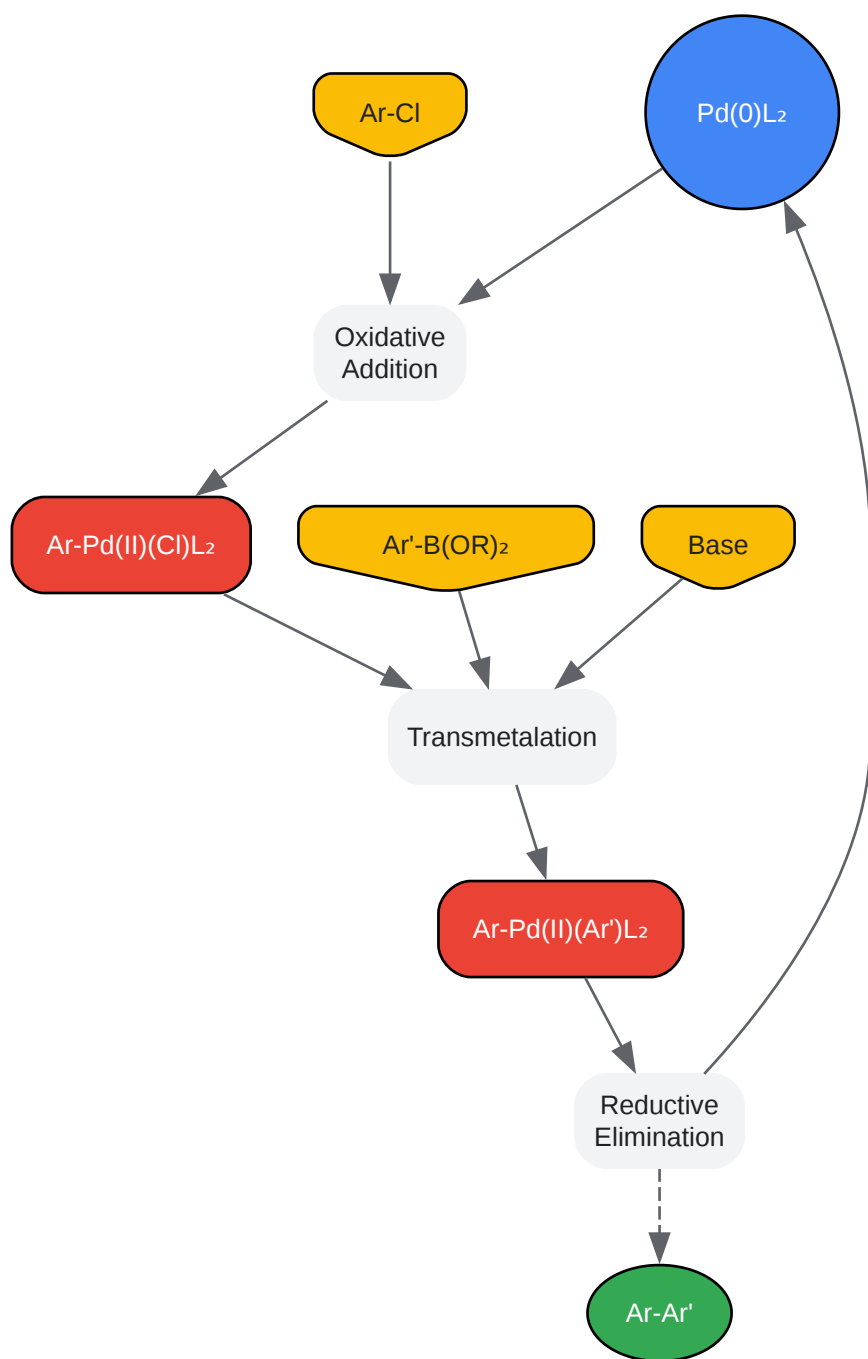 Ar-Cl
Pd(0)L₂
Oxidative
Addition
Ar-Pd(II)(Cl)L₂
Ar'-B(OR)₂
Base
Transmetalation
Ar-Pd(II)(Ar')L₂
Reductive
Elimination
Ar-Ar'